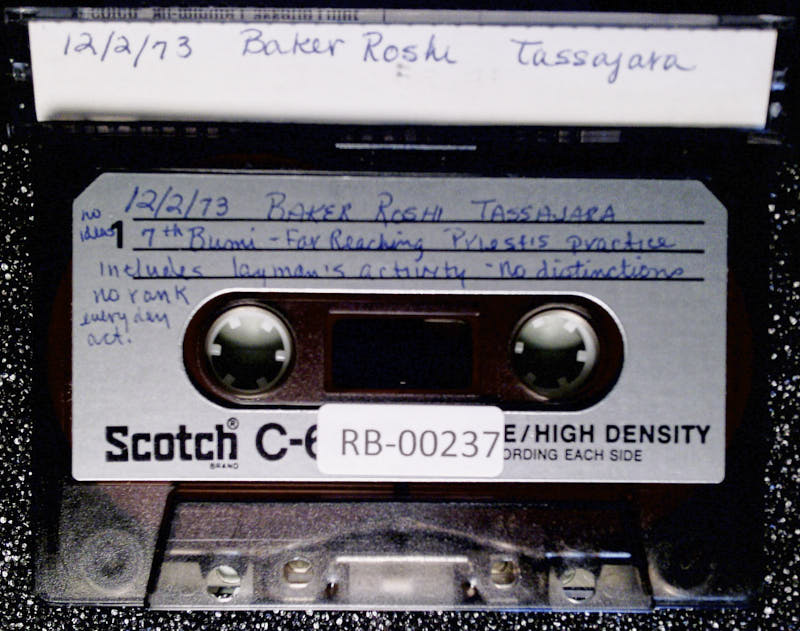 12/2/73 Baker Roshi Tassajara
12/2/73 BAKER ROSHI TASSAJARA
no
idea
1 7th Bumi - Far Reaching Priest's practice
includes layman's activity - No distinctions
no rank
every day
act.
Scotch® C-6
BRAND
E/HIGH DENSITY
ORDING EACH SIDE
RB-00237